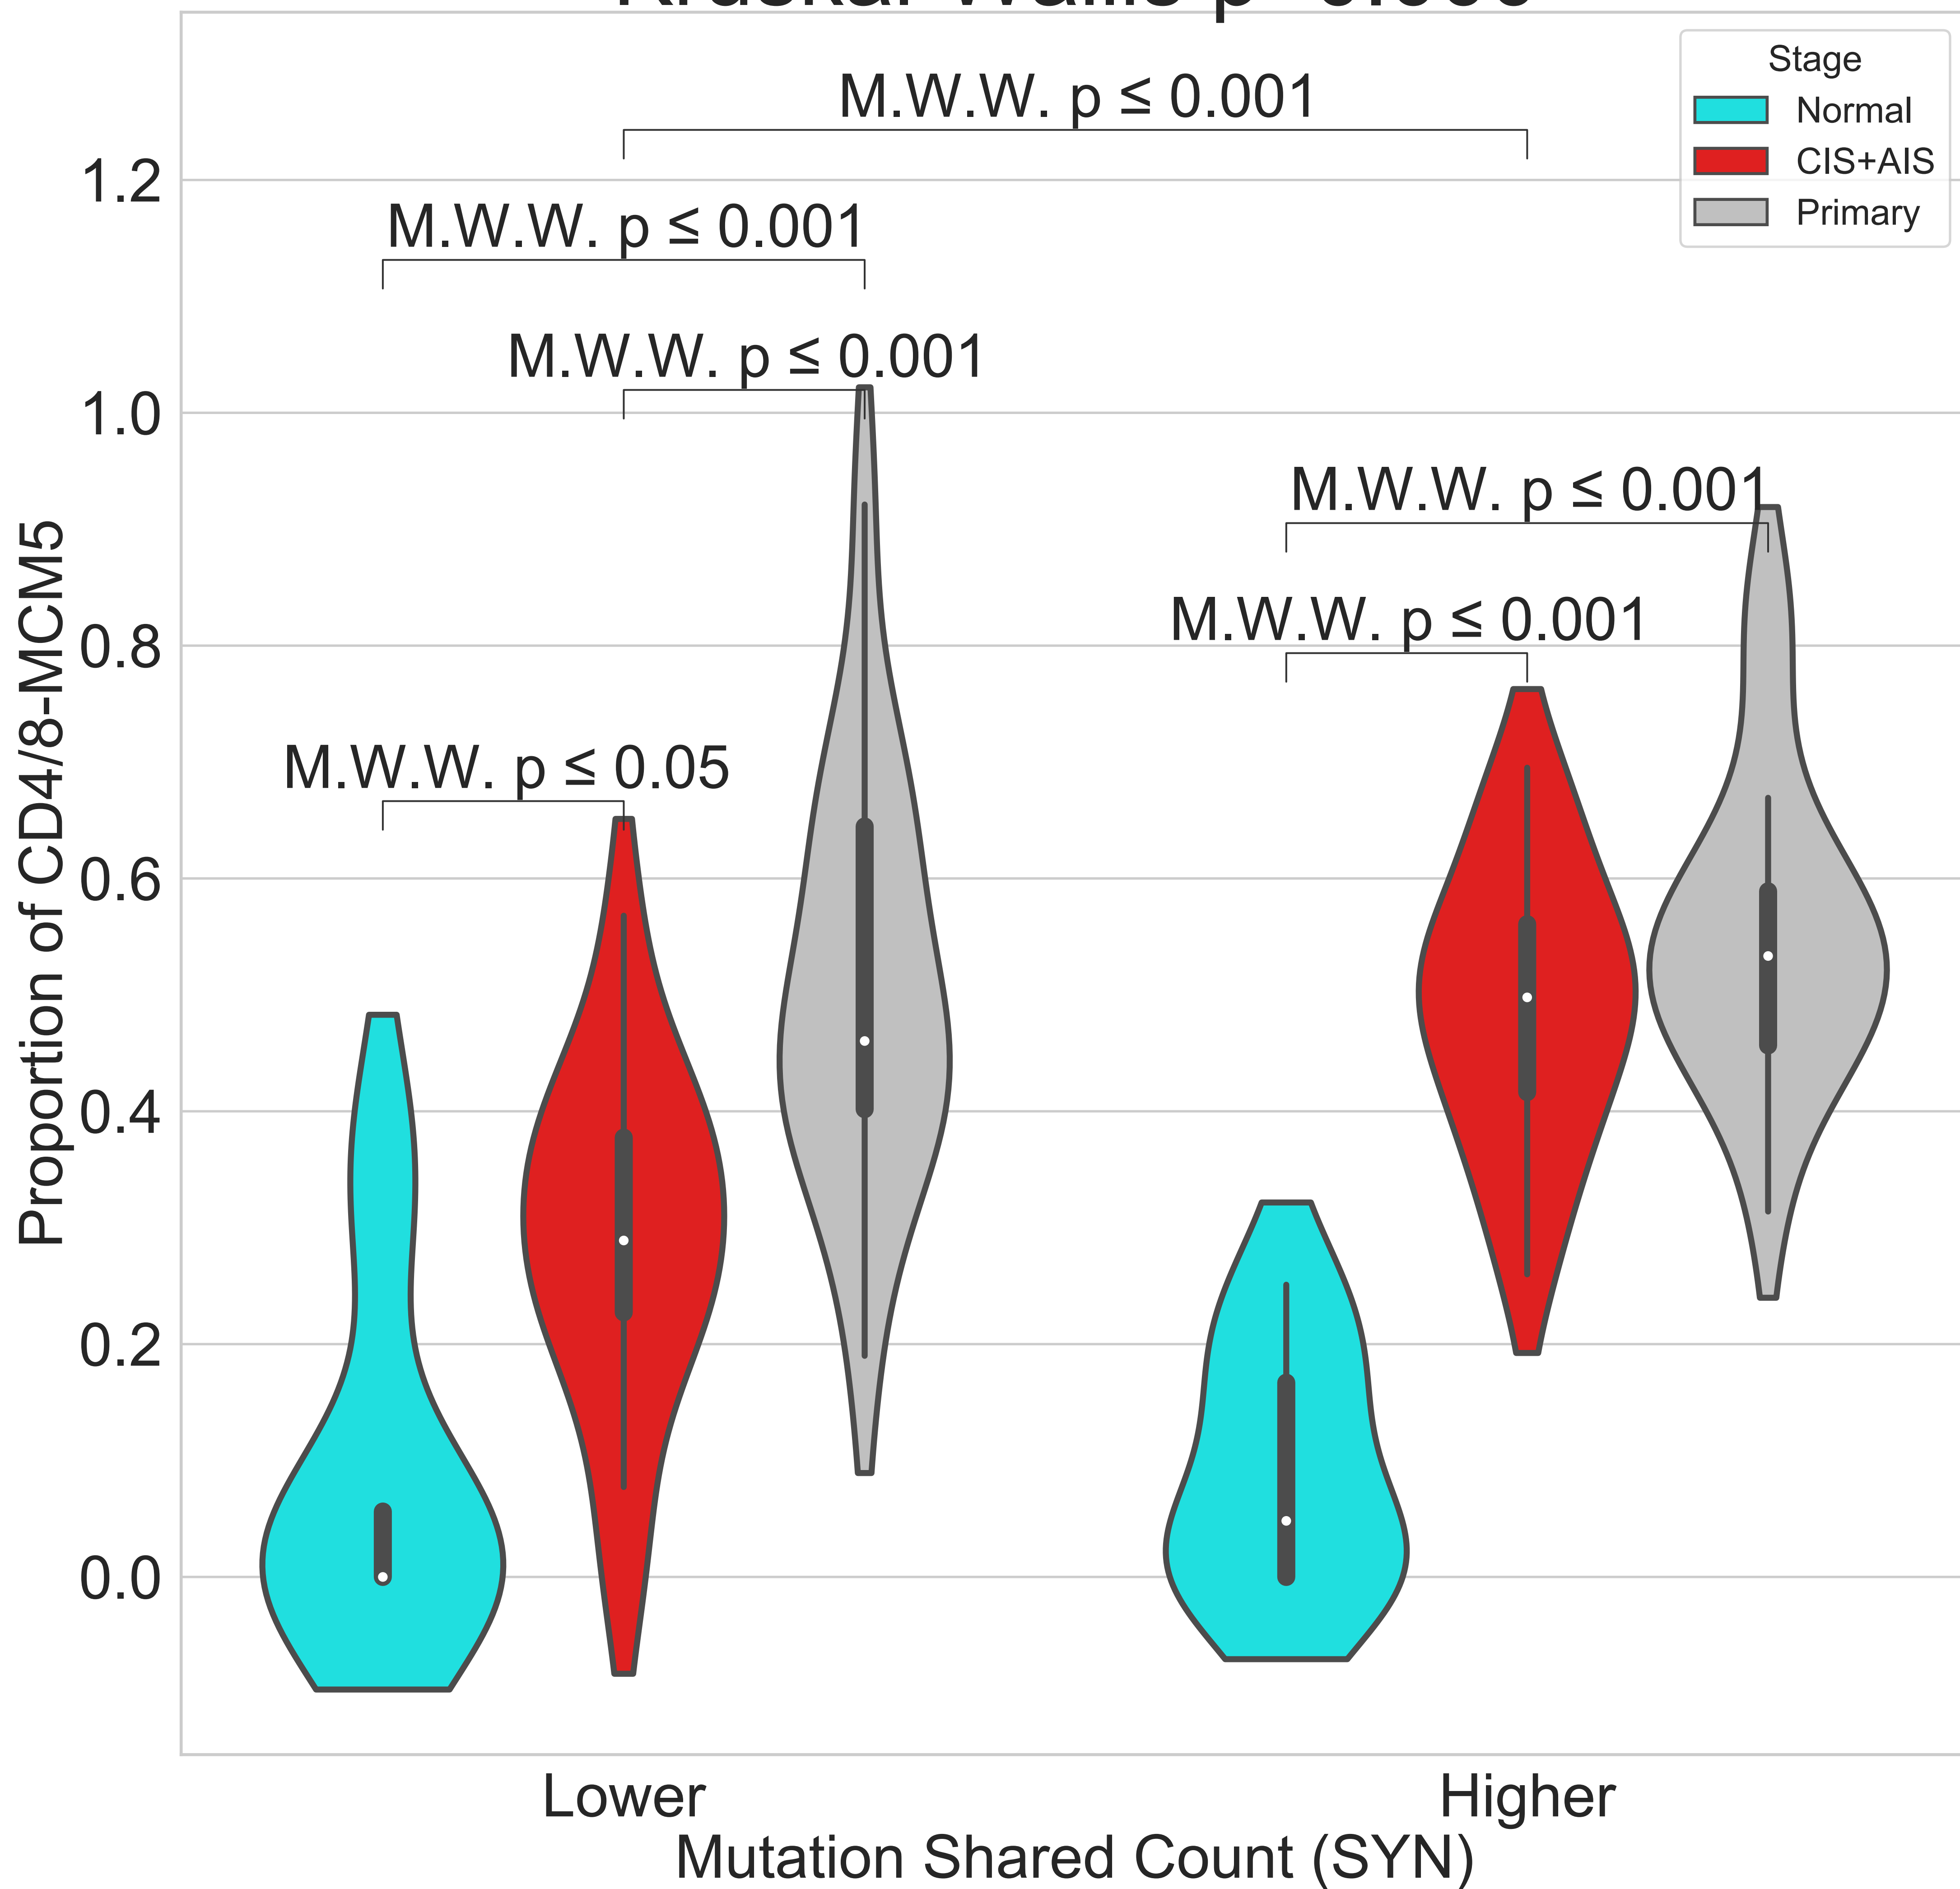 Stage
Normal
CIS+AIS
Primary
M.W.W. p ≤ 0.001
M.W.W. p ≤ 0.001
M.W.W. p ≤ 0.001
M.W.W. p ≤ 0.001
M.W.W. p ≤ 0.001
M.W.W. p ≤ 0.05
1.2
1.0
0.8
0.6
0.4
0.2
0.0
Proportion of CD4/8-MCM5
Lower
Higher
Mutation Shared Count (SYN)